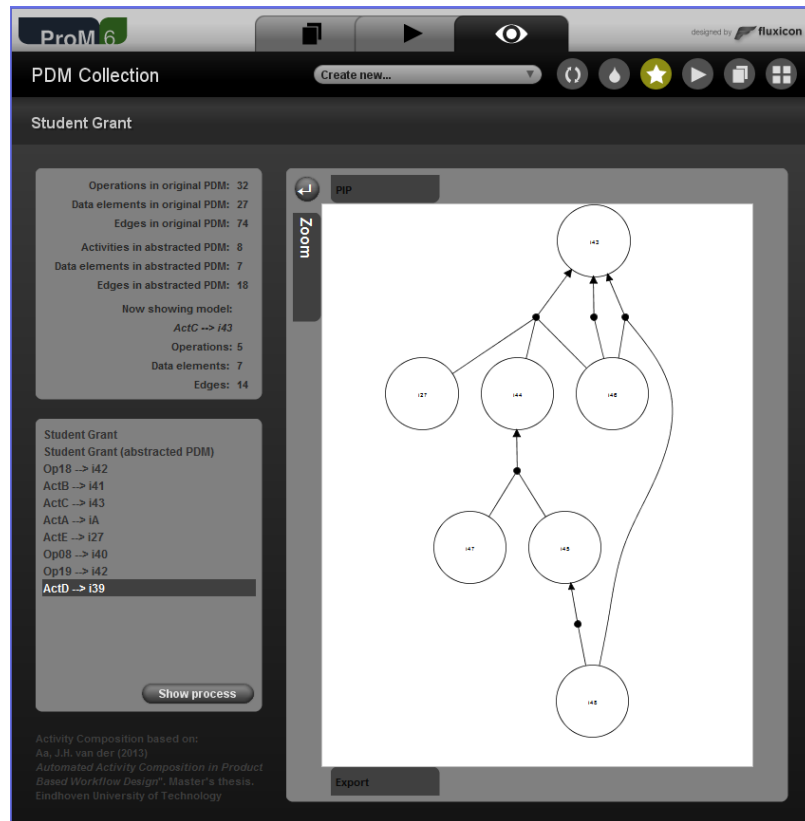 ProM 6
designed by fluxicon
PDM Collection
Create new...
Student Grant
Operations in original PDM: 32
Data elements in original PDM: 27
Edges in original PDM: 74
Activities in abstracted PDM: 8
Data elements in abstracted PDM: 7
Edges in abstracted PDM: 18
Now showing model:
ActC --> i43
Operations: 5
Data elements: 7
Edges: 14
Student Grant
Student Grant (abstracted PDM)
Op18 --> i42
ActB --> i41
ActC --> i43
ActA --> iA
ActE --> i27
Op08 --> i40
Op19 --> i42
ActD --> i39
Show process
Activity Composition based on:
Aa, J.H. van der (2013)
Automated Activity Composition in Product
Based Workflow Design". Master's thesis.
Eindhoven University of Technology
PIP
Zoom
i43
i27
i44
i47
Export